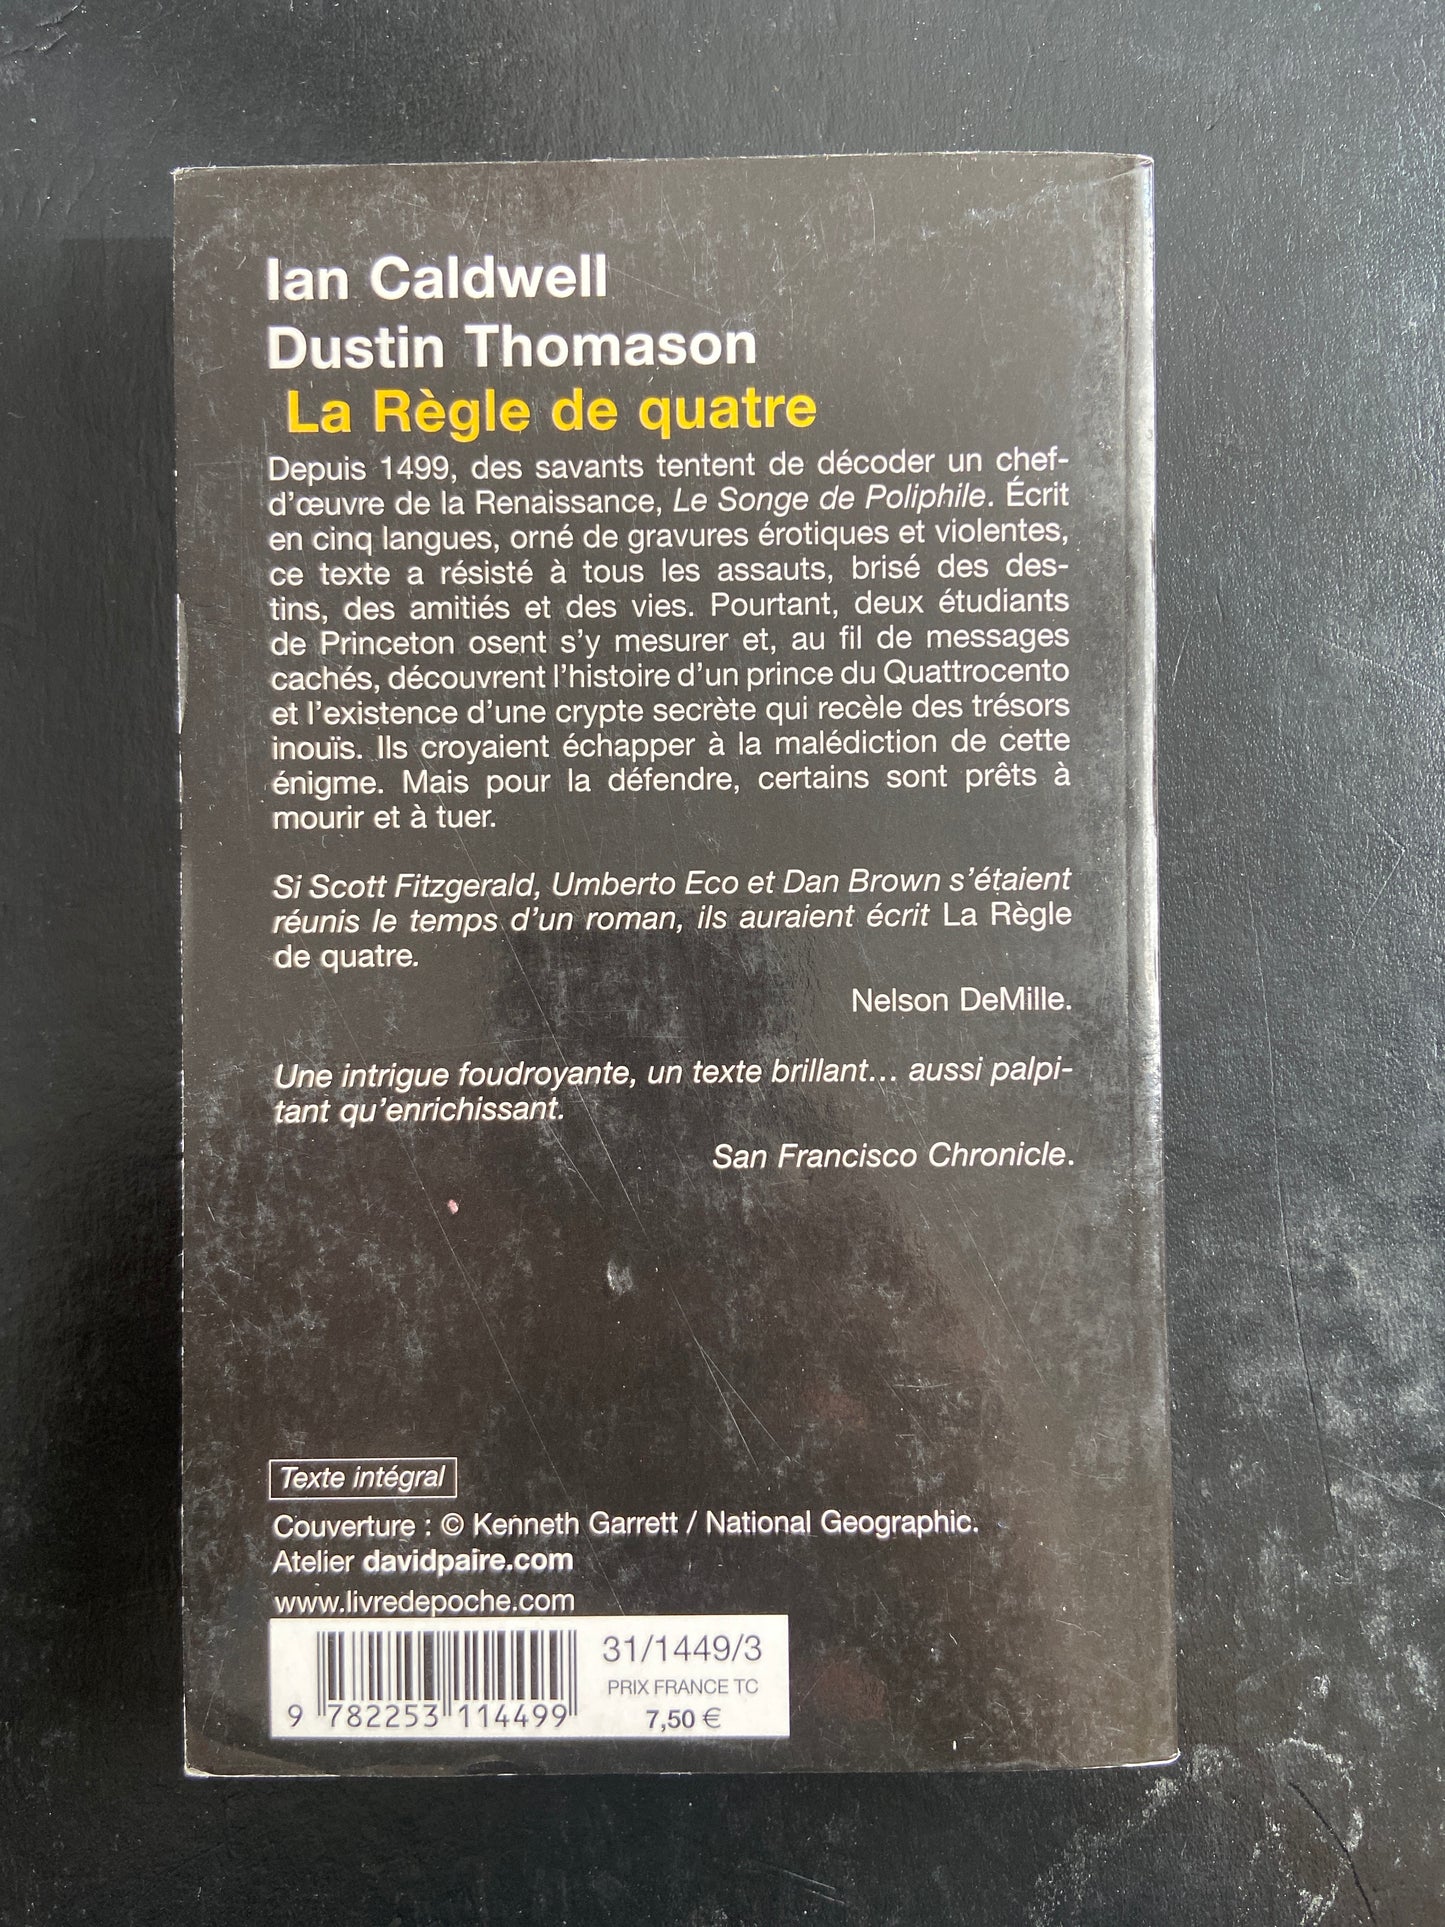 Ian Caldwell
Dustin Thomason
La Règle de quatre
Depuis 1499, des savants tentent de décoder un chef-
d'œuvre de la Renaissance, Le Songe de Poliphile. Écrit
en cinq langues, orné de gravures érotiques et violentes,
ce texte a résisté à tous les assauts, brisé des des-
tins, des amitiés et des vies. Pourtant, deux étudiants
de Princeton osent s'y mesurer et, au fil de messages
cachés, découvrent l'histoire d'un prince du Quattrocento
et l'existence d'une crypte secrète qui recèle des trésors
inouïs. Ils croyaient échapper à la malédiction de cette
énigme. Mais pour la défendre, certains sont prêts à
mourir et à tuer.
Si Scott Fitzgerald, Umberto Eco et Dan Brown s'étaient
réunis le temps d'un roman, ils auraient écrit La Règle
de quatre.
Nelson DeMille.
Une intrigue foudroyante, un texte brillant... aussi palpi-
tant qu'enrichissant.
San Francisco Chronicle.
Texte intégral
Couverture : © Kenneth Garrett / National Geographic.
Atelier davidpaire.com
www.livredepoche.com
31/1449/3
PRIX FRANCE TC
7,50 €
9 782253 114499